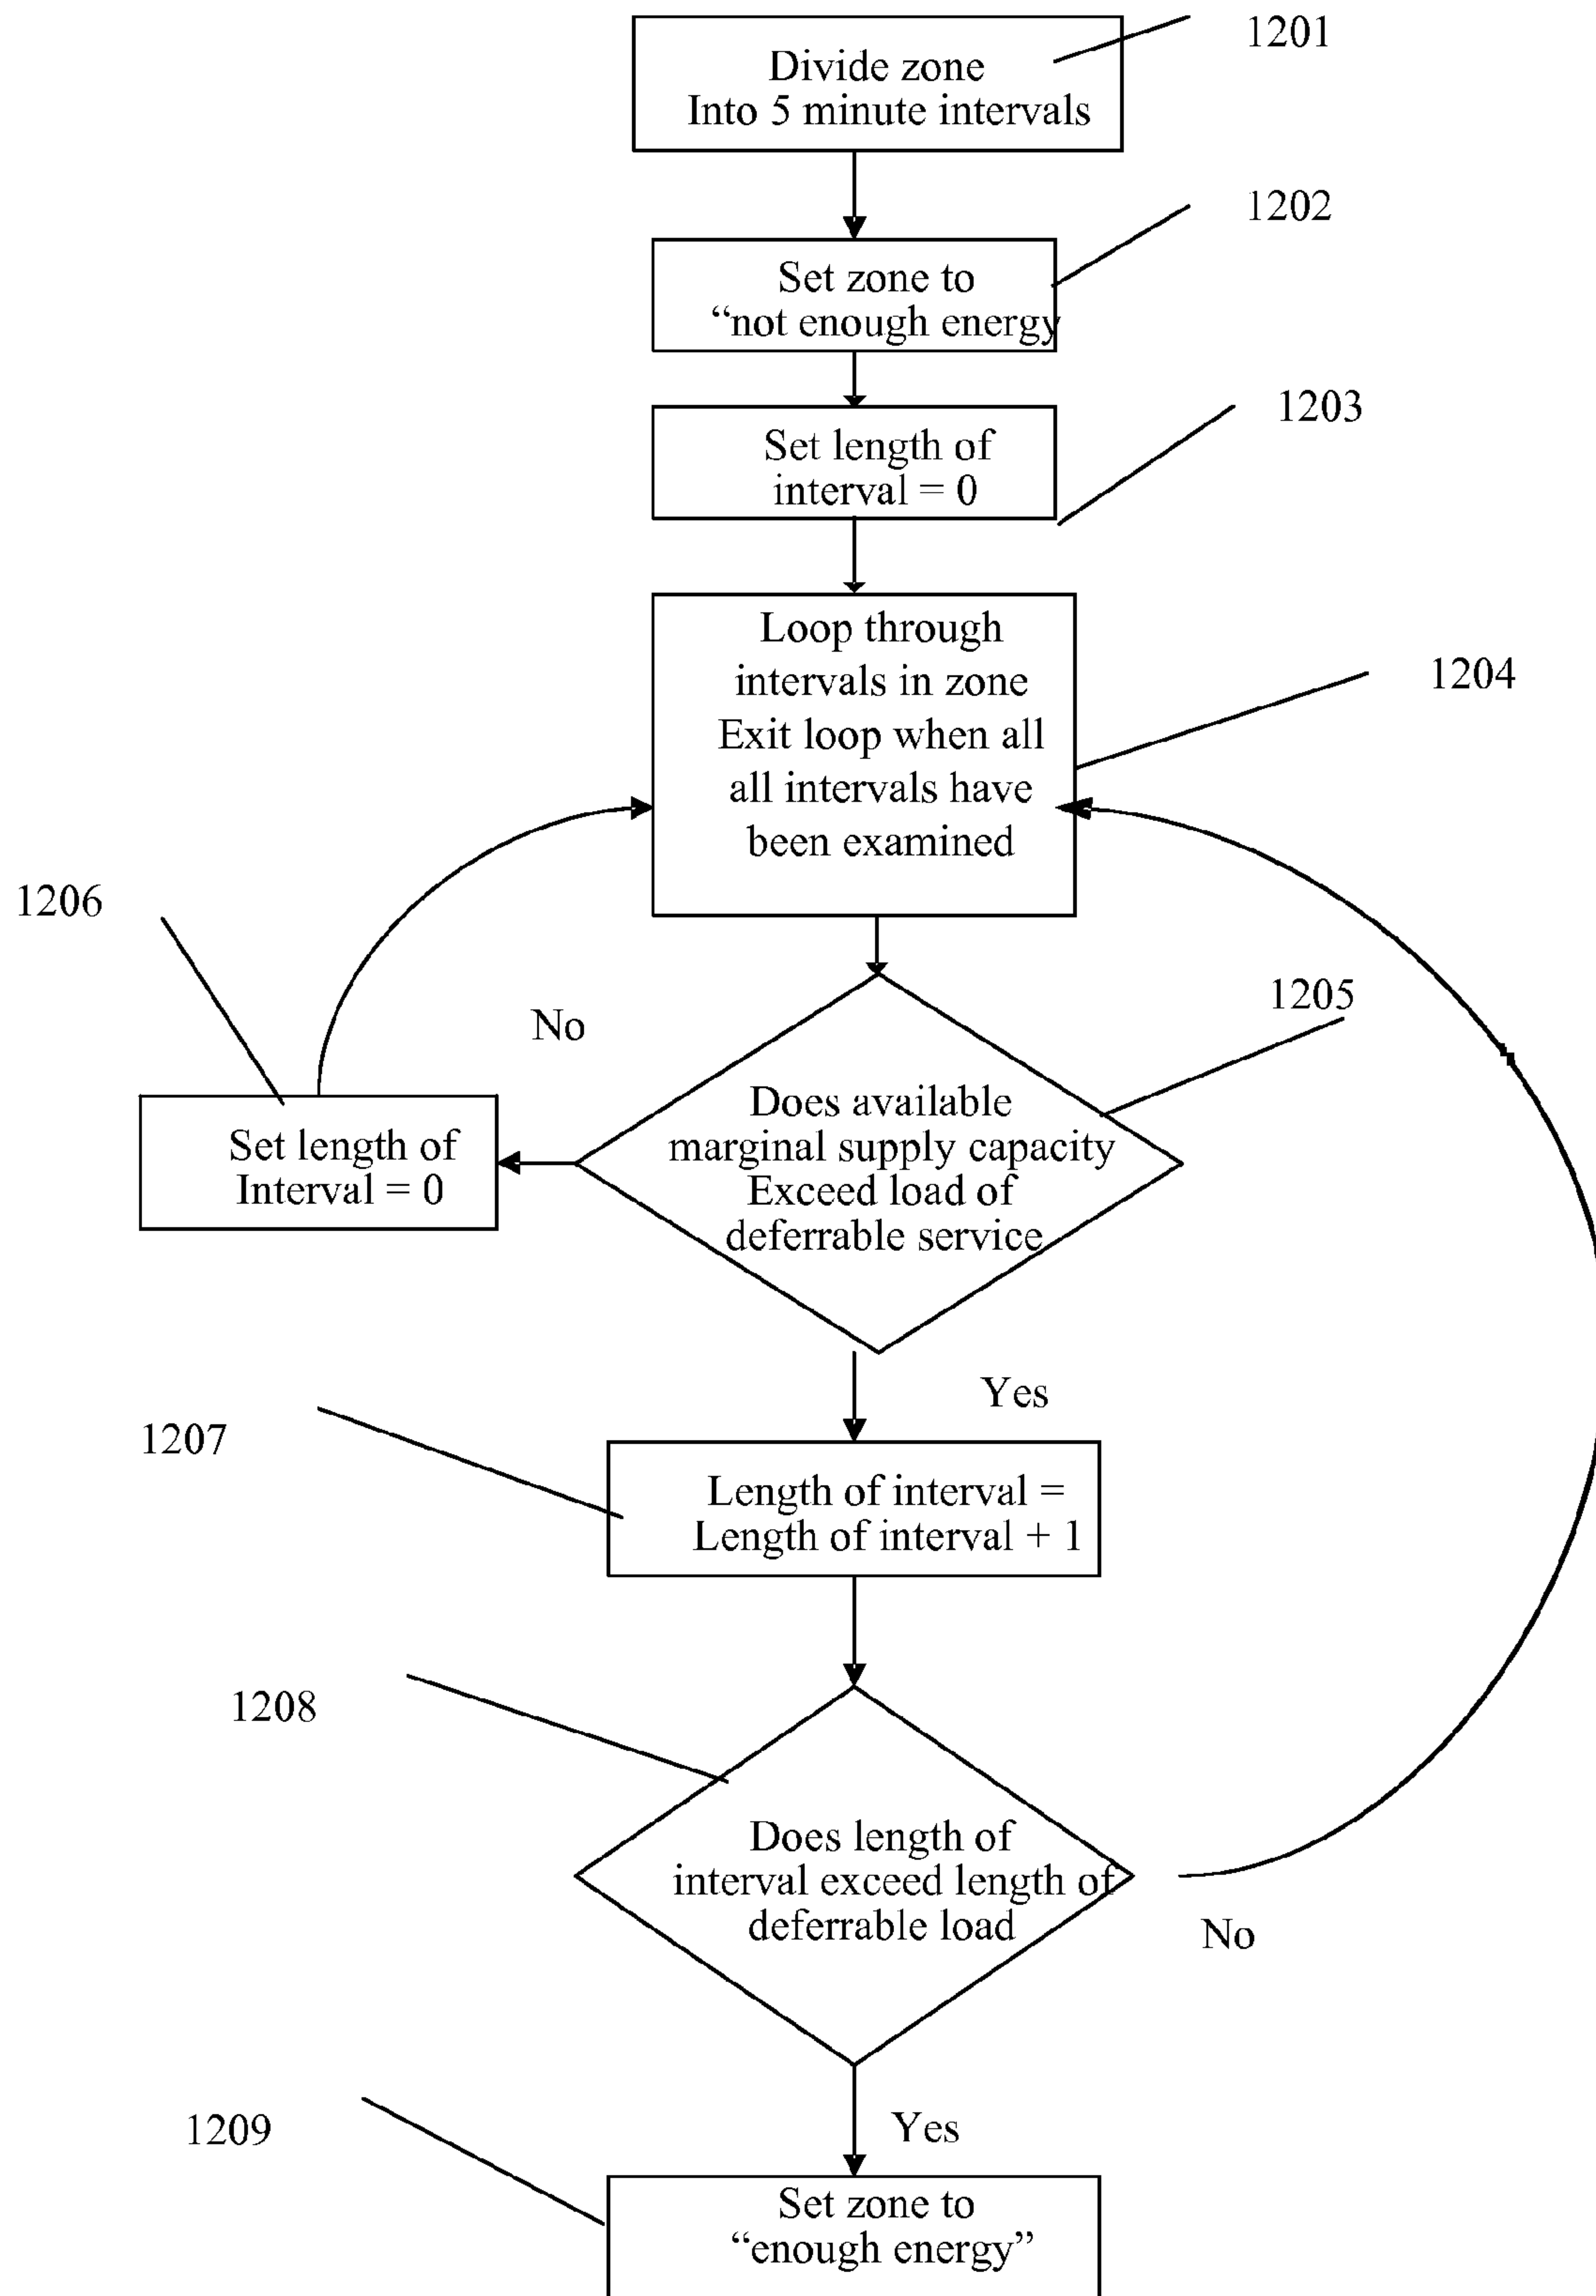 1201
Divide zone
Into 5 minute intervals
1202
Set zone to
“not enough energy
1203
Set length of
interval = 0
Loop through
intervals in zone
Exit loop when all
all intervals have
been examined
1204
1206
1205
No
Does available
marginal supply capacity
Exceed load of
deferrable service
Set length of
Interval = 0
Yes
1207
Length of interval =
Length of interval + 1
1208
Does length of
interval exceed length of
deferrable load
No
1209
Yes
Set zone to
“enough energy”